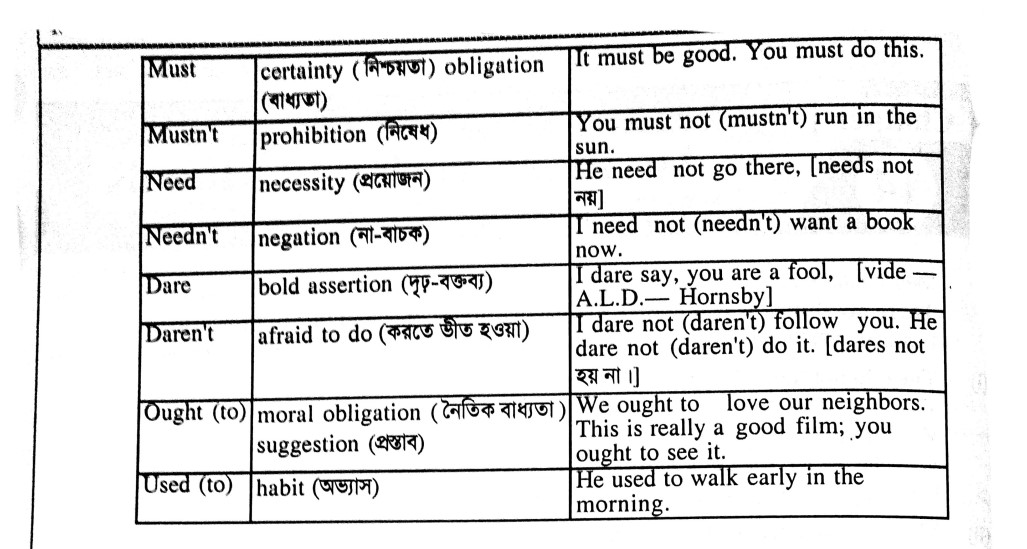 Must certainty ( নিশ্চয়তা) obligation It must be good. You must do this.
(বাধ্যতা)
Mustn't prohibition (নিষেধ) You must not (mustn't) run in the
sun.
Need necessity (প্রয়োজন) He need not go there, [needs not
নয়]
Needn't negation (না-বাচক) I need not (needn't) want a book
now.
Dare bold assertion (দৃঢ়-বক্তব্য) I dare say, you are a fool, [vide —
A.L.D.— Hornsby]
Daren't afraid to do (করতে ভীত হওয়া) I dare not (daren't) follow you. He
dare not (daren't) do it. [dares not
হয় না।]
Ought (to) moral obligation ( নৈতিক বাধ্যতা ) We ought to love our neighbors.
suggestion (প্রস্তাব) This is really a good film; you
ought to see it.
Used (to) habit (অভ্যাস) He used to walk early in the
morning.